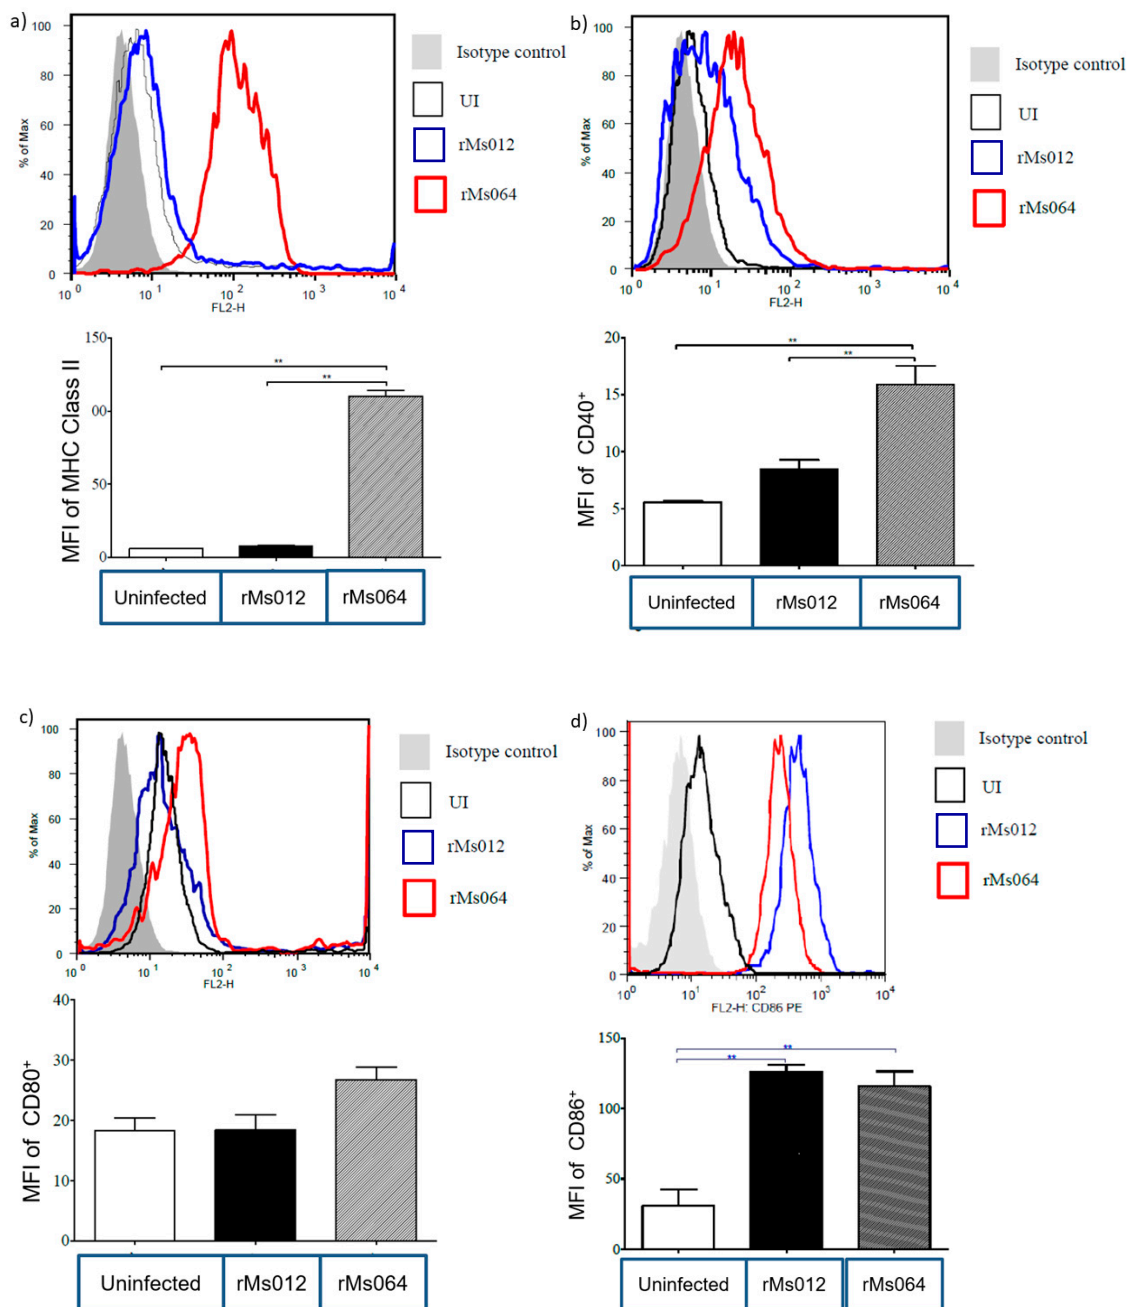 a)
% of Max
100
80
60
40
20
0
10^0 10^1 10^2 10^3 10^4
FL2-H
Isotype control
UI
rMs012
rMs064
b)
% of Max
100
80
60
40
20
0
10^0 10^1 10^2 10^3 10^4
FL2-H
Isotype control
UI
rMs012
rMs064
MFI of MHC Class II
150
00
50
0
**
**
Uninfected rMs012 rMs064
MFI of CD40+
20
15
10
5
0
**
**
Uninfected rMs012 rMs064
c)
% of Max
100
80
60
40
20
0
10^0 10^1 10^2 10^3 10^4
FL2-H
Isotype control
UI
rMs012
rMs064
d)
% of Max
100
80
60
40
20
0
10^0 10^1 10^2 10^3 10^4
FL2-H: CD86 PE
Isotype control
UI
rMs012
rMs064
MFI of CD80+
40
30
20
10
0
Uninfected rMs012 rMs064
MFI of CD86+
150
100
50
0
**
**
Uninfected rMs012 rMs064